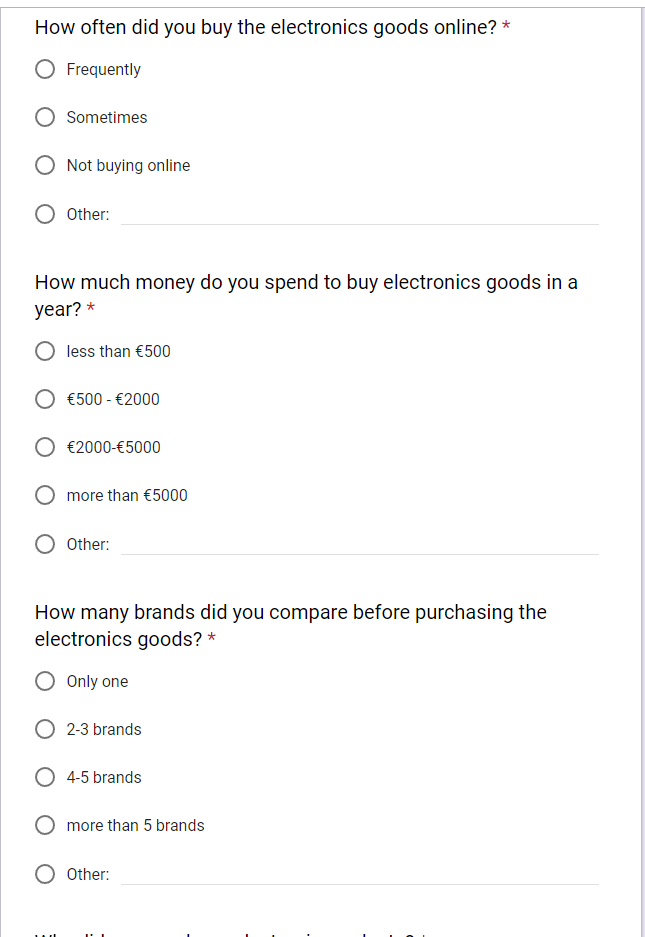 How often did you buy the electronics goods online? *
Frequently
Sometimes
Not buying online
Other:
How much money do you spend to buy electronics goods in a
year? *
less than €500
€500 - €2000
€2000-€5000
more than €5000
Other:
How many brands did you compare before purchasing the
electronics goods? *
Only one
2-3 brands
4-5 brands
more than 5 brands
Other: